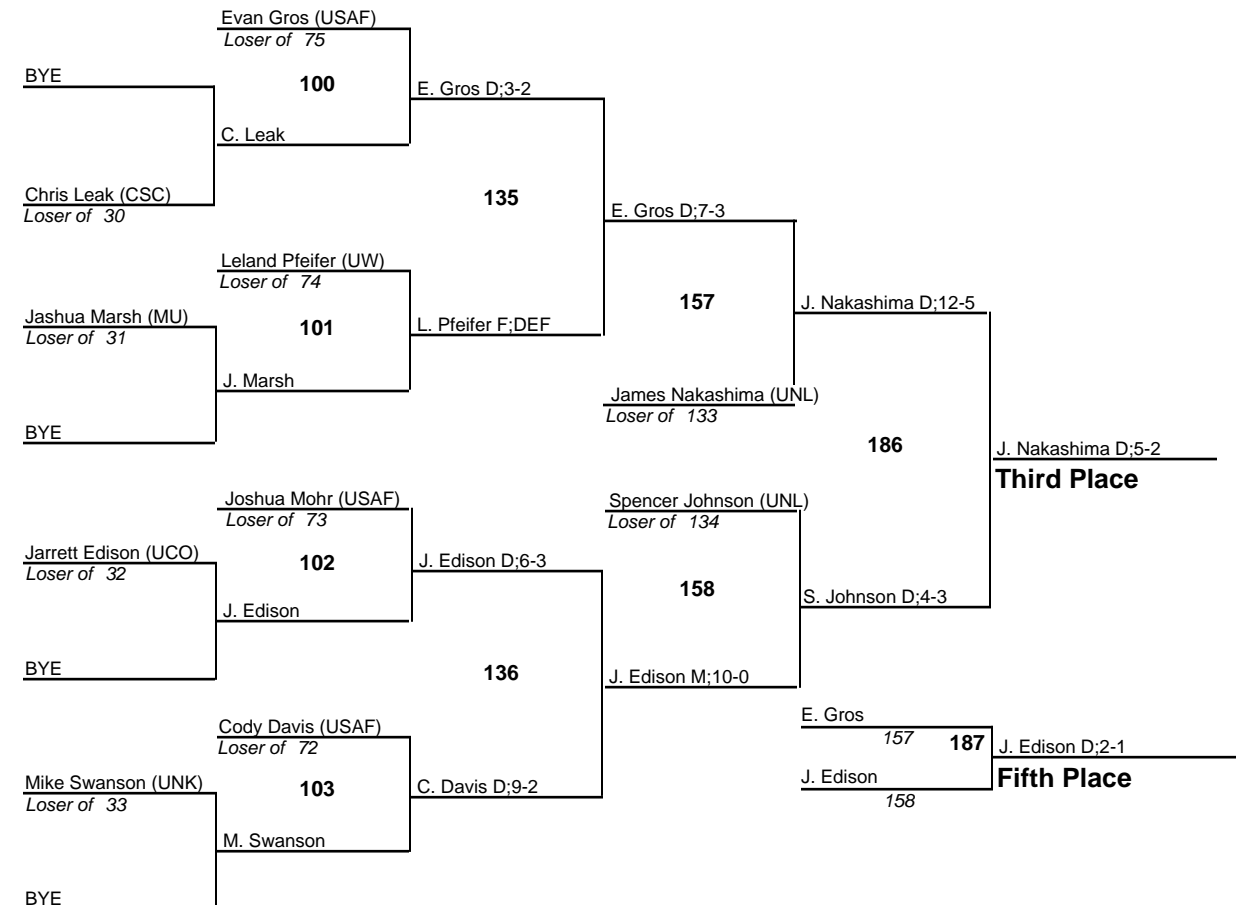 Evan Gros (USAF)
Loser of 75
BYE
100
E. Gros D;3-2
C. Leak
Chris Leak (CSC)
Loser of 30
135
E. Gros D;7-3
Leland Pfeifer (UW)
Loser of 74
Jashua Marsh (MU)
Loser of 31
101
L. Pfeifer F;DEF
157
J. Nakashima D;12-5
J. Marsh
James Nakashima (UNL)
Loser of 133
BYE
186
J. Nakashima D;5-2
Third Place
Joshua Mohr (USAF)
Loser of 73
Spencer Johnson (UNL)
Loser of 134
Jarrett Edison (UCO)
Loser of 32
102
J. Edison D;6-3
158
S. Johnson D;4-3
J. Edison
BYE
136
J. Edison M;10-0
Cody Davis (USAF)
Loser of 72
E. Gros
157
187
J. Edison D;2-1
Fifth Place
J. Edison
158
Mike Swanson (UNK)
Loser of 33
103
C. Davis D;9-2
M. Swanson
BYE